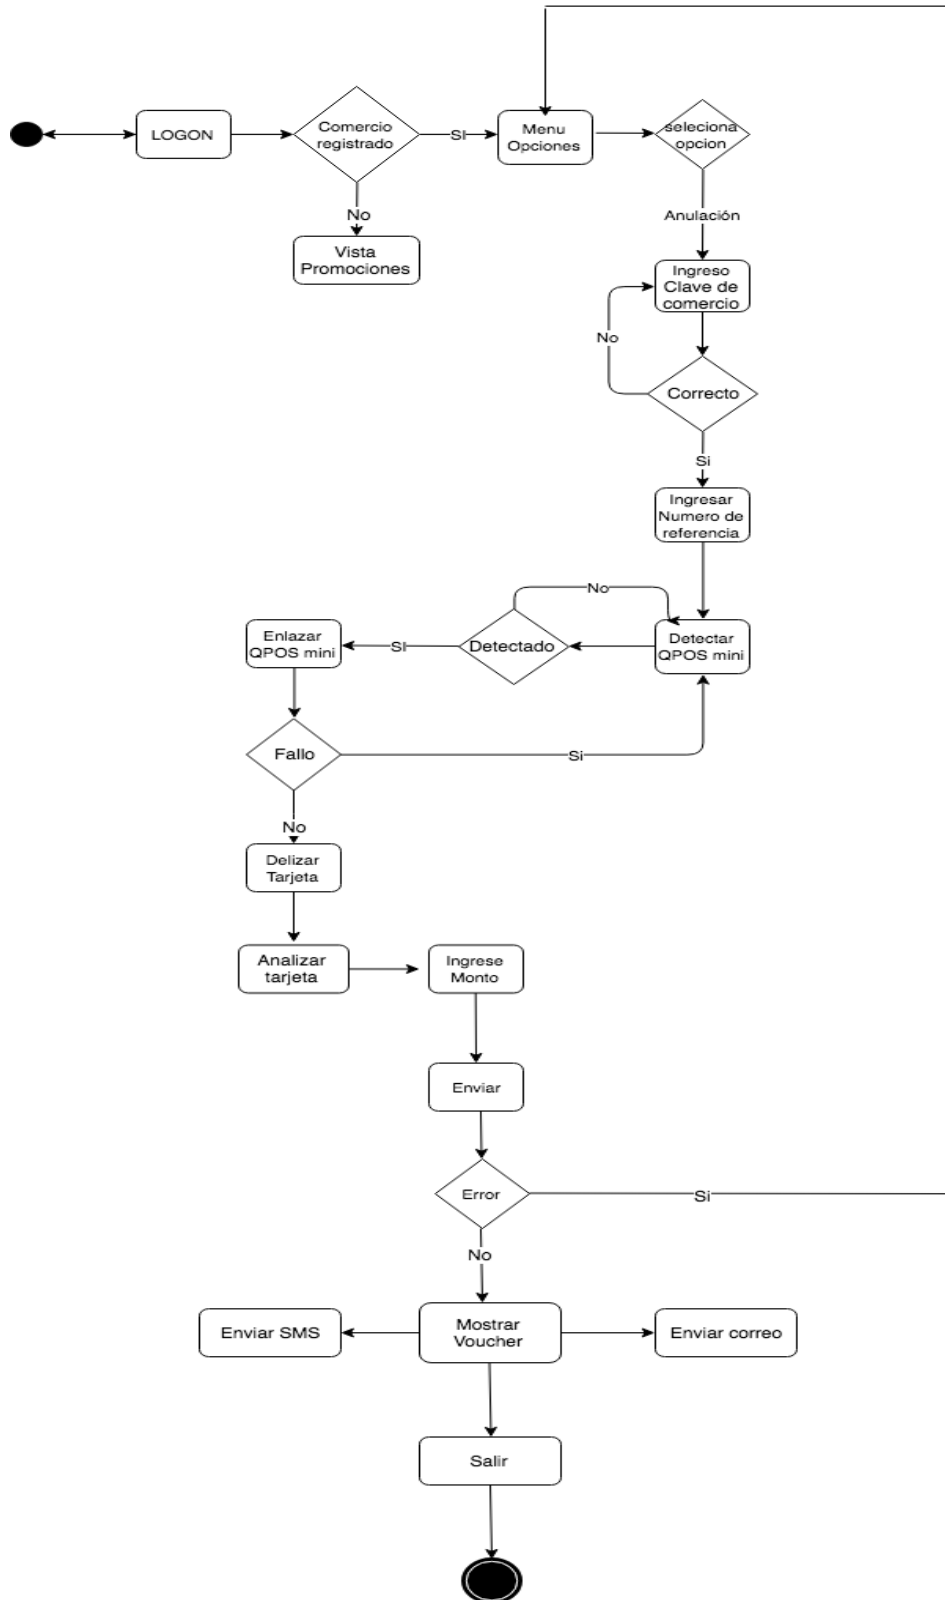 LOGON
Comercio
registrado
SI
Menu
Opciones
seleciona
opcion
No
Vista
Promociones
Anulación
Ingreso
Clave de
comercio
No
Correcto
Si
Ingresar
Numero de
referencia
No
Enlazar
QPOS mini
SI
Detectado
Detectar
QPOS mini
Fallo
Si
No
Delizar
Tarjeta
Analizar
tarjeta
Ingrese
Monto
Enviar
Error
Si
No
Enviar SMS
Mostrar
Voucher
Enviar correo
Salir